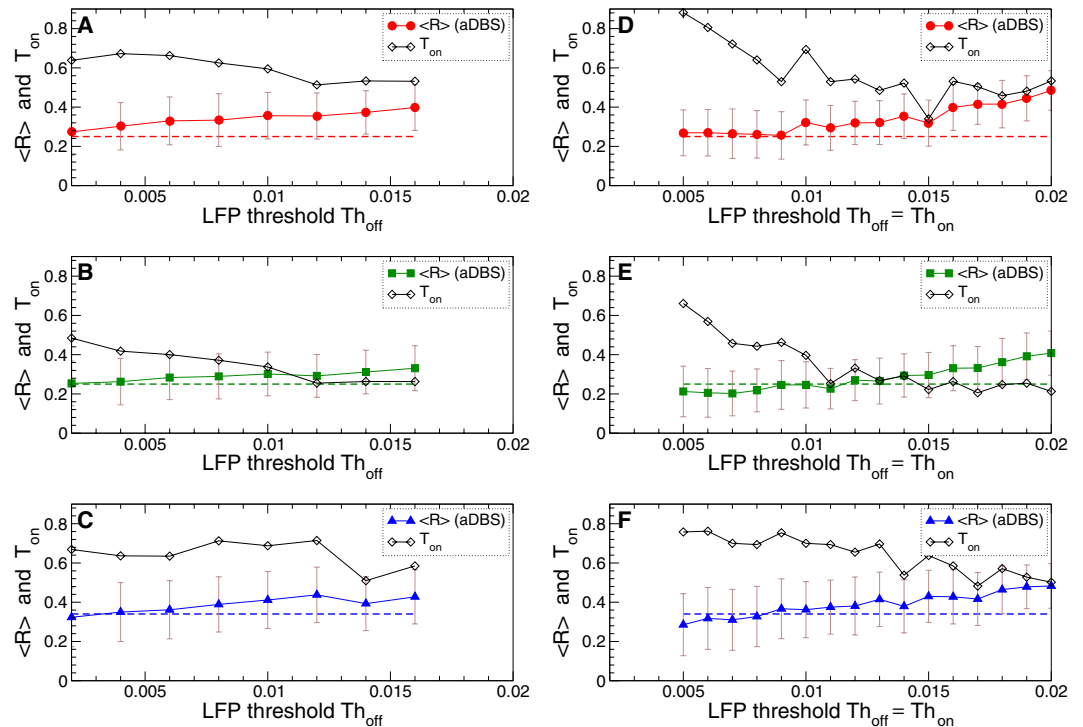 A
<R> (aDBS)
T_on
<R> and T_on
0.8
0.6
0.4
0.2
0
0.005
0.01
0.015
0.02
LFP threshold Th_off
D
<R> (aDBS)
T_on
<R> and T_on
0.8
0.6
0.4
0.2
0
0.005
0.01
0.015
0.02
LFP threshold Th_off = Th_on
B
<R> (aDBS)
T_on
<R> and T_on
0.8
0.6
0.4
0.2
0
0.005
0.01
0.015
0.02
LFP threshold Th_off
E
<R> (aDBS)
T_on
<R> and T_on
0.8
0.6
0.4
0.2
0
0.005
0.01
0.015
0.02
LFP threshold Th_off = Th_on
C
<R> (aDBS)
T_on
<R> and T_on
0.8
0.6
0.4
0.2
0
0.005
0.01
0.015
0.02
LFP threshold Th_off
F
<R> (aDBS)
T_on
<R> and T_on
0.8
0.6
0.4
0.2
0
0.005
0.01
0.015
0.02
LFP threshold Th_off = Th_on